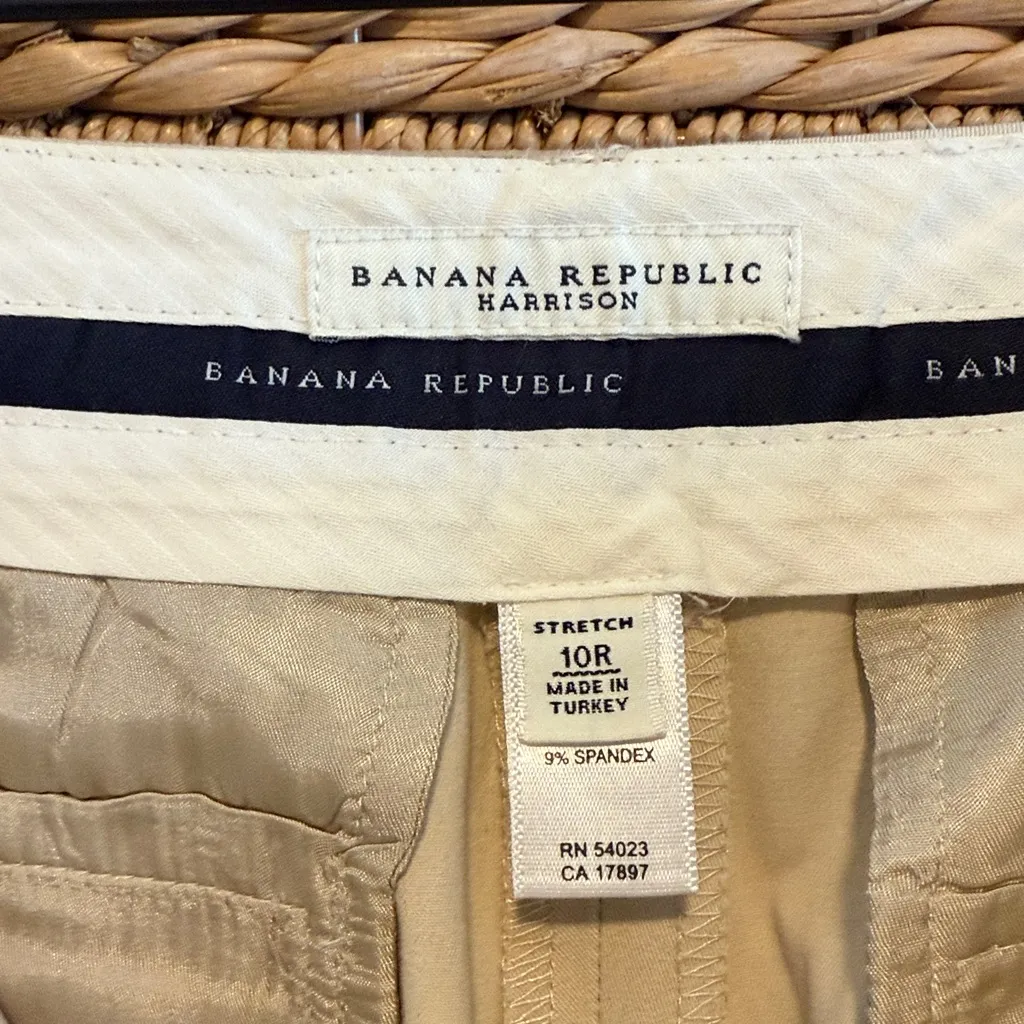 BANANA REPUBLIC
HARRISON
BANANA REPUBLIC BAN
STRETCH
10R
MADE IN
TURKEY
9% SPANDEX
RN 54023
CA 17897